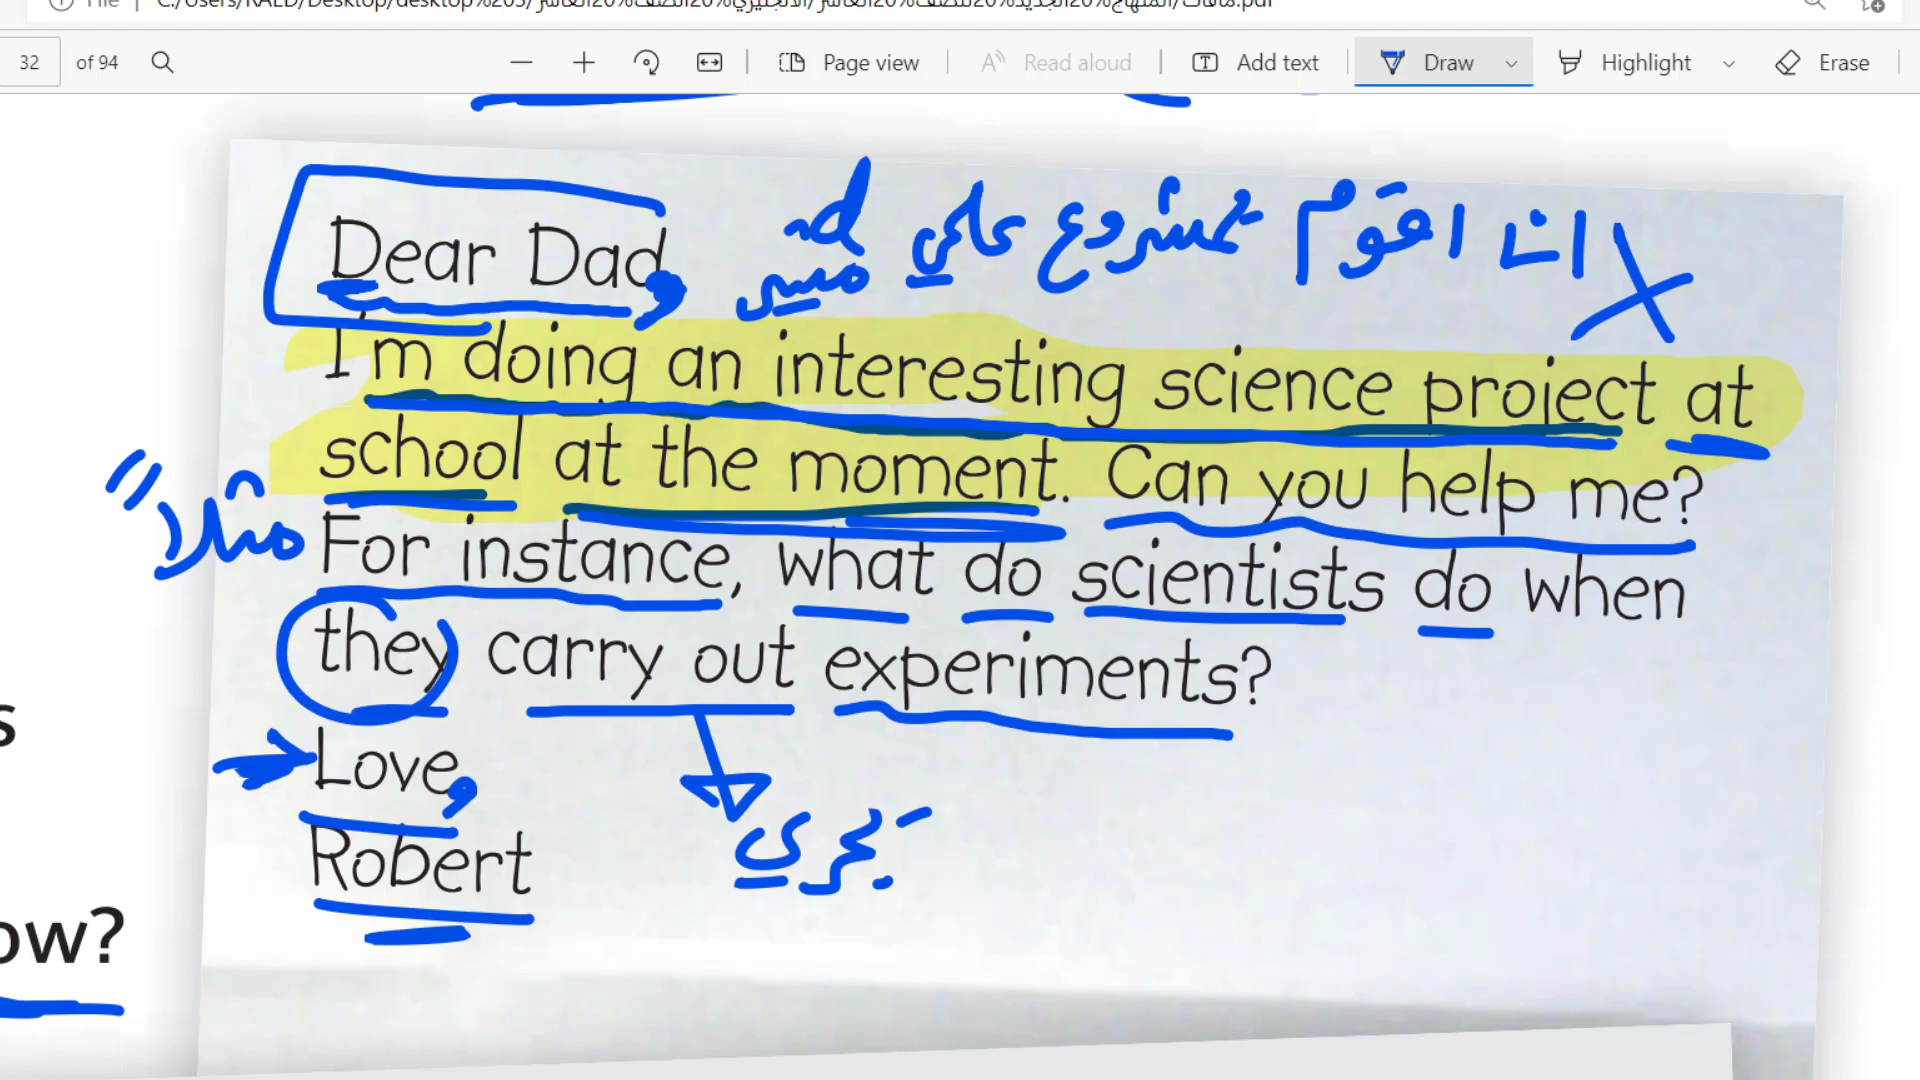 File
32 of 94 Page view Read aloud Add text Draw Highlight Erase
Dear Dad,
انا اقوم بمشروع علمي
I'm doing an interesting science project at
school at the moment. Can you help me?
مثلاً
For instance, what do scientists do when
they carry out experiments?
Love,
يجري
Robert
s
ow?